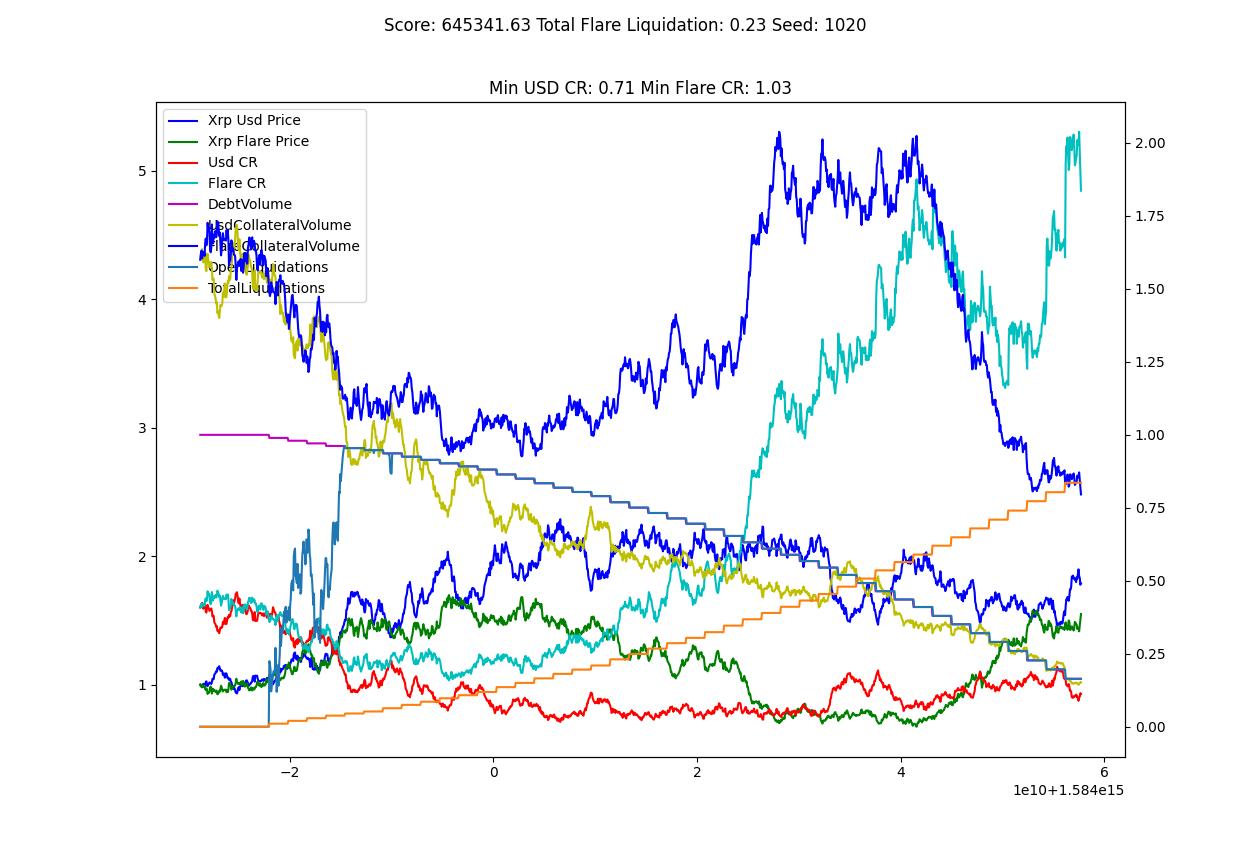 Score: 645341.63 Total Flare Liquidation: 0.23 Seed: 1020
Min USD CR: 0.71 Min Flare CR: 1.03
Xrp Usd Price
Xrp Flare Price
Usd CR
Flare CR
DebtVolume
UsdCollateralVolume
FlareCollateralVolume
OpenLiquidations
TotalLiquidations
5
4
3
2
1
2.00
1.75
1.50
1.25
1.00
0.75
0.50
0.25
0.00
−2
0
2
4
6
1e10+1.584e15